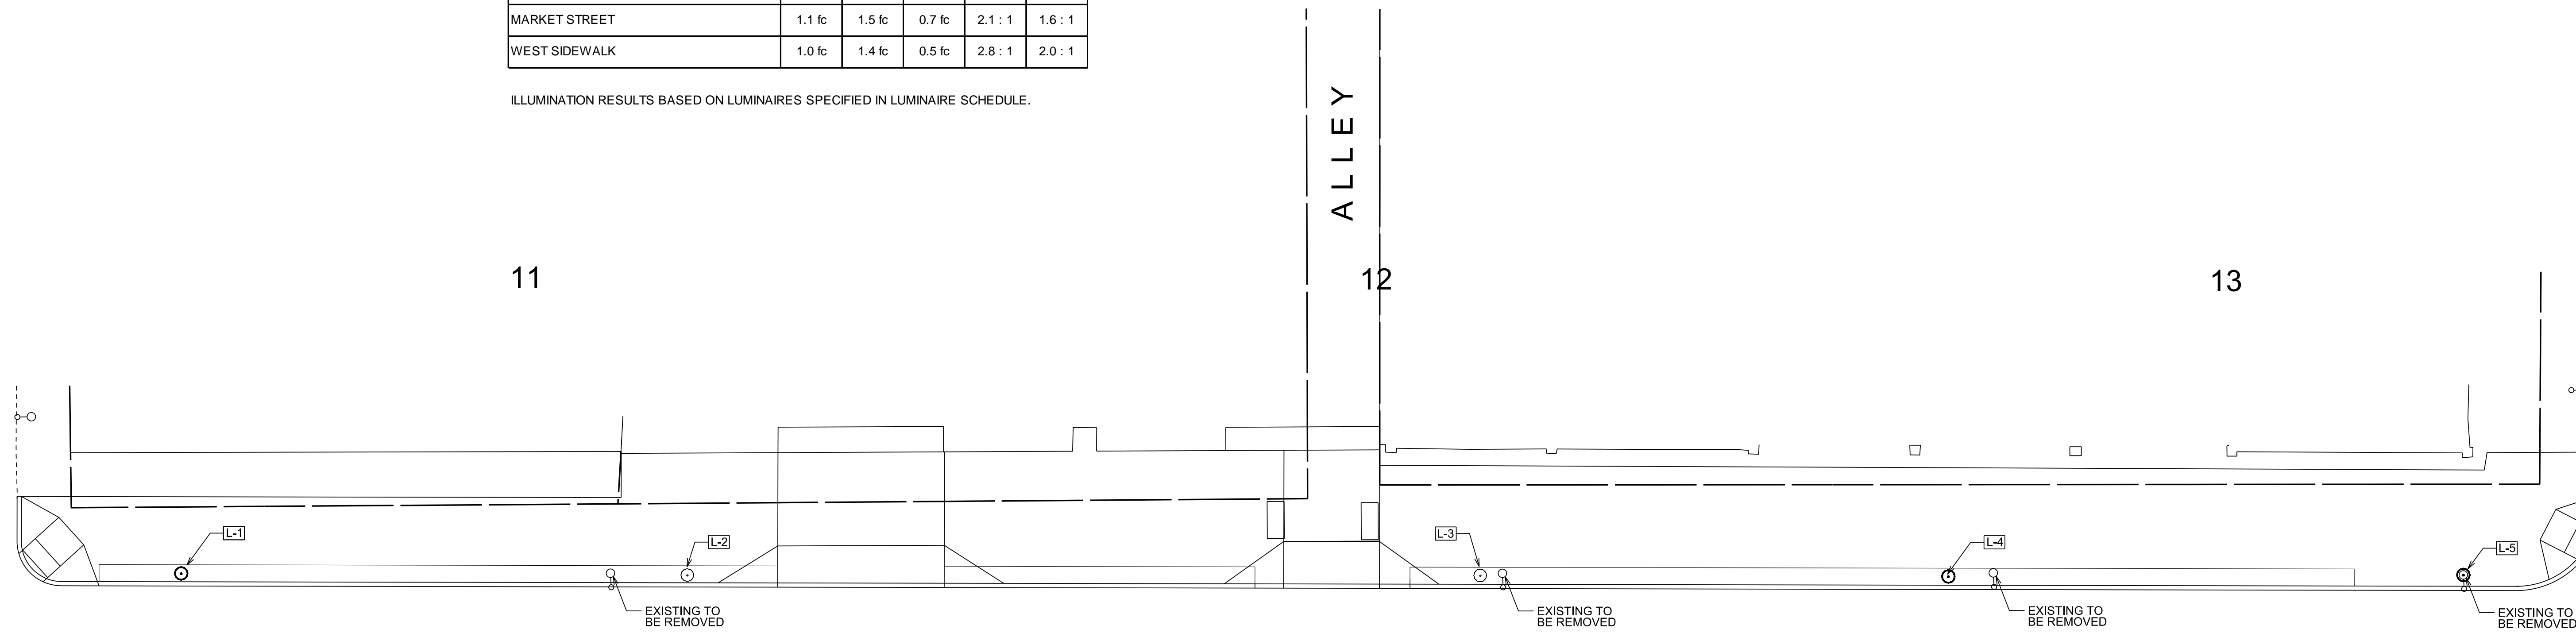 MARKET STREET 1.1 fc 1.5 fc 0.7 fc 2.1 : 1 1.6 : 1
WEST SIDEWALK 1.0 fc 1.4 fc 0.5 fc 2.8 : 1 2.0 : 1
ILLUMINATION RESULTS BASED ON LUMINAIRES SPECIFIED IN LUMINAIRE SCHEDULE.
ALLEY
11
12
13
L-1
L-2
L-3
L-4
L-5
EXISTING TO
BE REMOVED
EXISTING TO
BE REMOVED
EXISTING TO
BE REMOVED
EXISTING TO
BE REMOVED